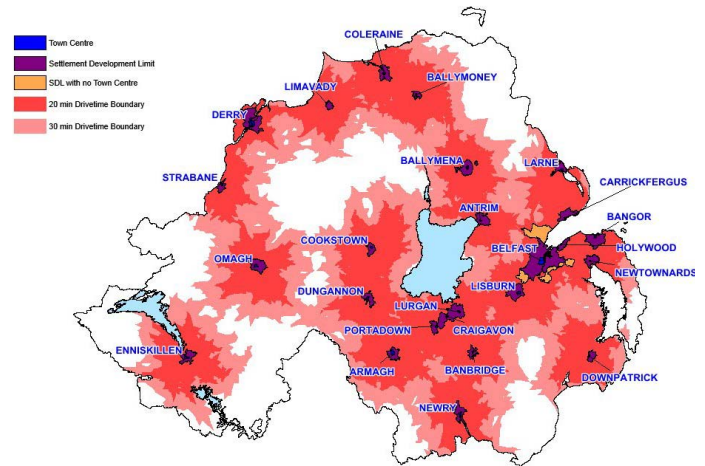 Town Centre
Settlement Development Limit
SDL with no Town Centre
20 min Drivetime Boundary
30 min Drivetime Boundary
COLERAINE
BALLYMONEY
LIMAVADY
DERRY
BALLYMENA
LARNE
STRABANE
CARRICKFERGUS
ANTRIM
BANGOR
COOKSTOWN
BELFAST
HOLYWOOD
OMAGH
NEWTOWNARDS
DUNGANNON
LISBURN
LURGAN
PORTADOWN
CRAIGAVON
ENNISKILLEN
ARMAGH
BANBRIDGE
DOWNPATRICK
NEWRY